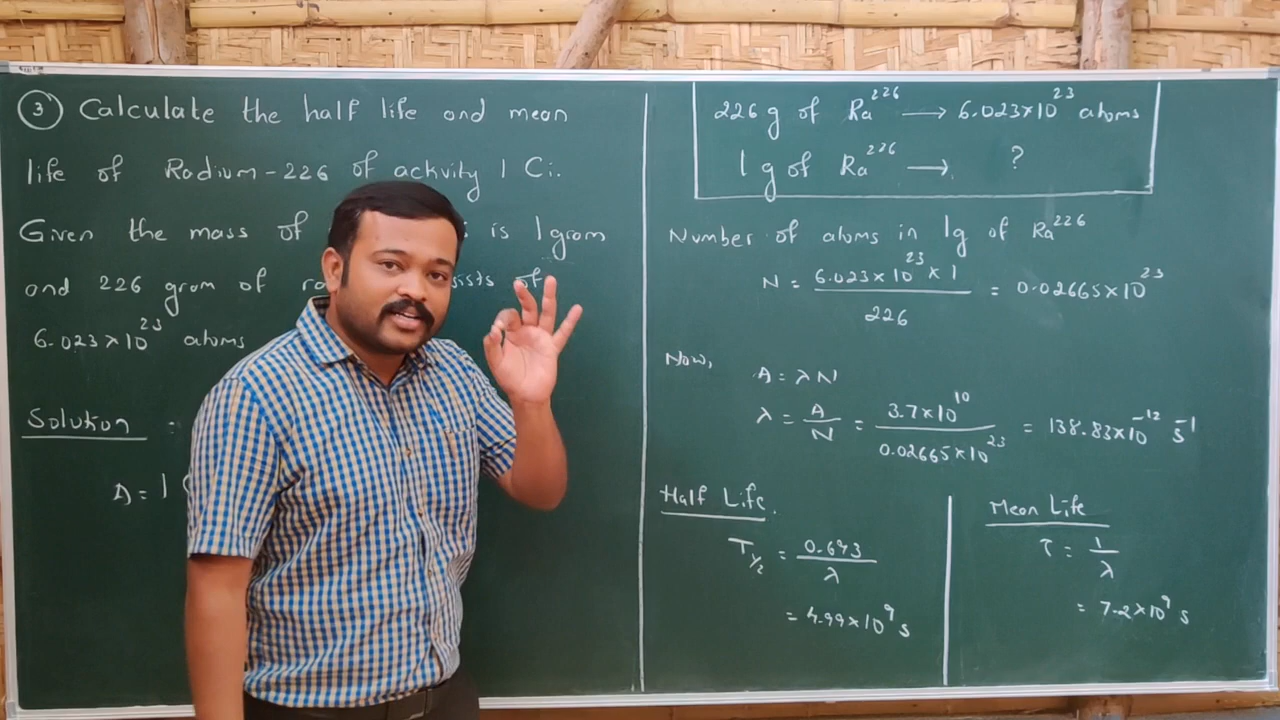 3 Calculate the half life and mean
life of Radium-226 of activity 1 Ci.
Given the mass of is 1 gram
and 226 gram of of
6.023×10^23 atoms
Solution :
A = 1
226 g of Ra^226 → 6.023×10^23 atoms
1 g of Ra^226 → ?
Number of atoms in 1g of Ra^226
N = 6.023×10^23 × 1 / 226 = 0.02665×10^23
Now,
A = λN
λ = A/N = 3.7×10^10 / 0.02665×10^23 = 138.83×10^-12 s^-1
Half Life.
T½ = 0.693 / λ
= 4.99×10^9 s
Mean Life
τ = 1/λ
= 7.2×10^9 s